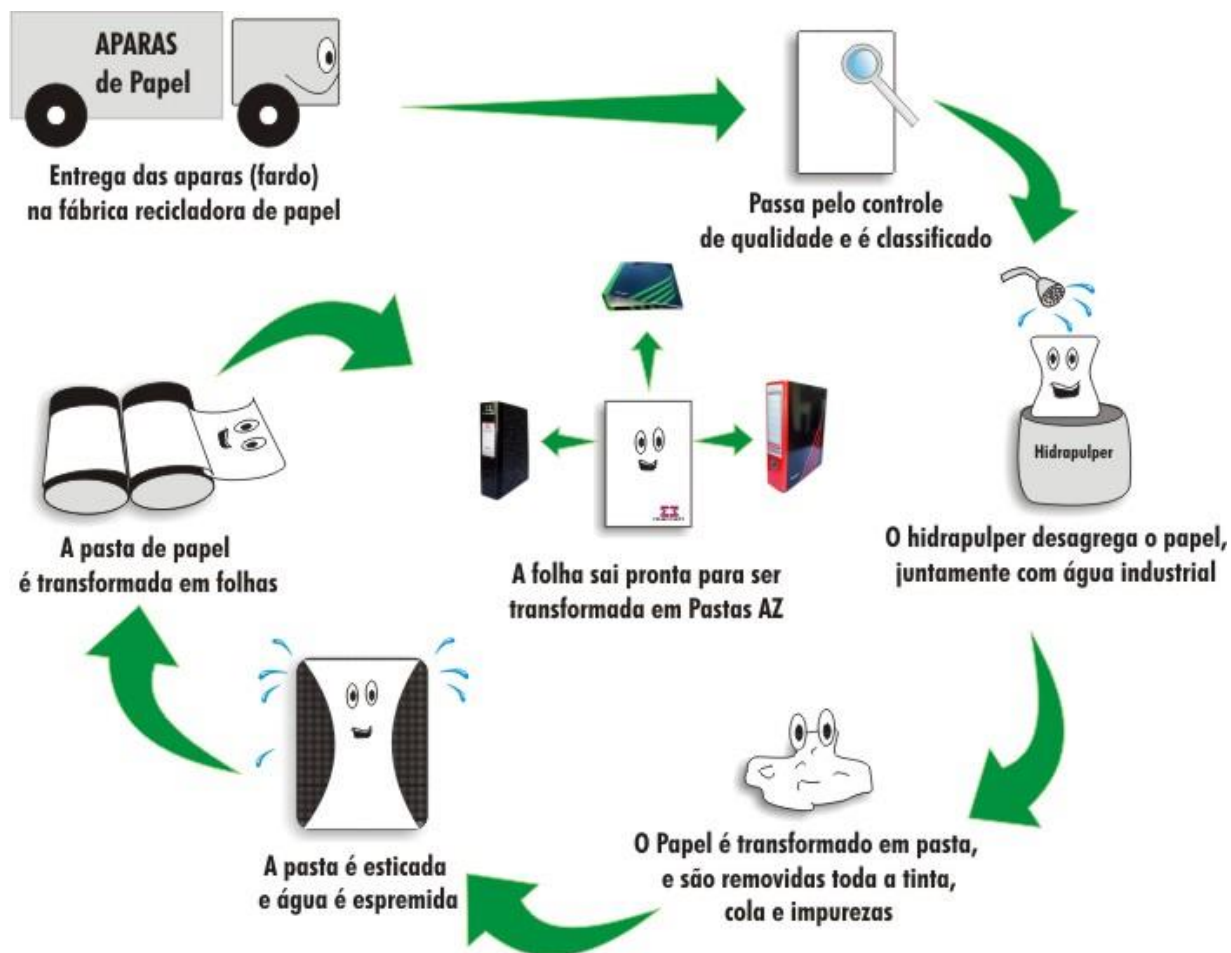 APARAS
de Papel
Entrega das aparas (fardo)
na fábrica recicladora de papel
Passa pelo controle
de qualidade e é classificado
Hidrapulper
O hidrapulper desagrega o papel,
juntamente com água industrial
O Papel é transformado em pasta,
e são removidas toda a tinta,
cola e impurezas
A pasta é esticada
e água é espremida
A pasta de papel
é transformada em folhas
A folha sai pronta para ser
transformada em Pastas AZ